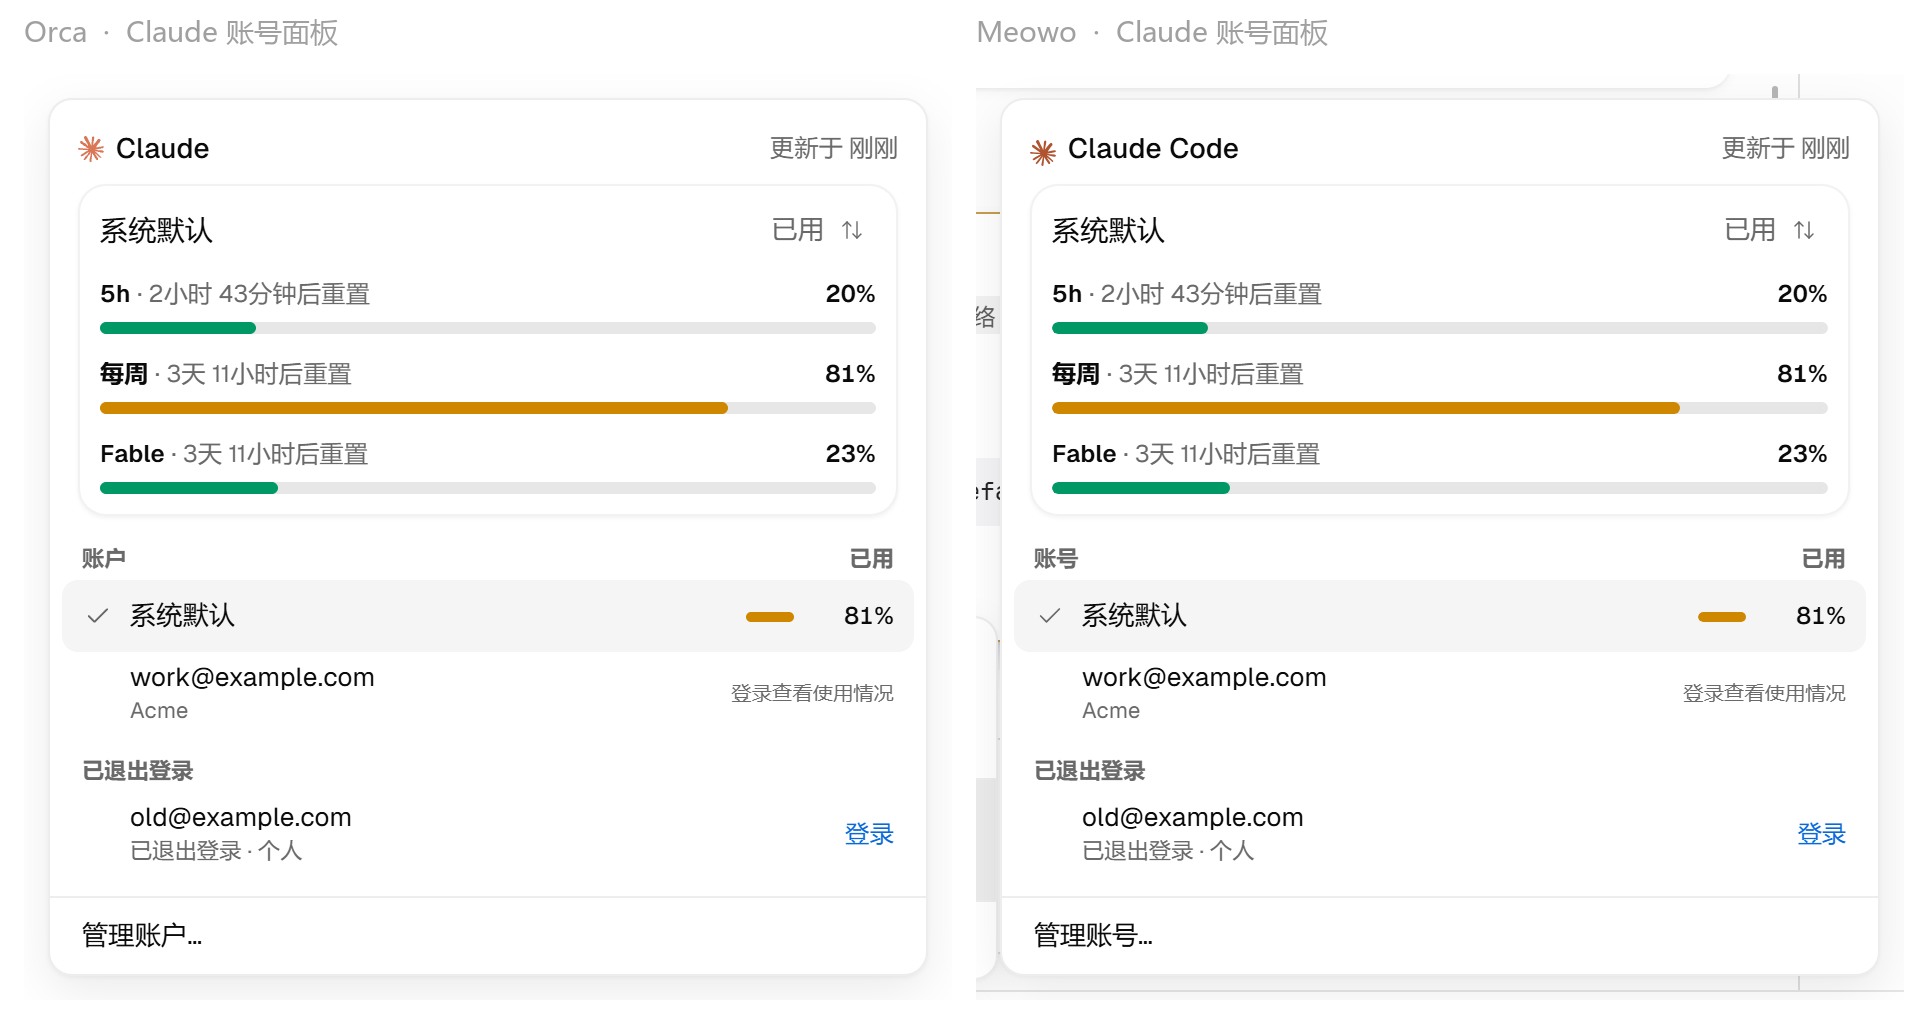 Orca · Claude 账号面板
Claude
更新于 刚刚
系统默认
已用
5h · 2小时 43分钟后重置
20%
每周 · 3天 11小时后重置
81%
Fable · 3天 11小时后重置
23%
账户
已用
系统默认
81%
work@example.com
Acme
登录查看使用情况
已退出登录
old@example.com
已退出登录 · 个人
登录
管理账户...
Meowo · Claude 账号面板
Claude Code
更新于 刚刚
系统默认
已用
5h · 2小时 43分钟后重置
20%
每周 · 3天 11小时后重置
81%
Fable · 3天 11小时后重置
23%
账号
已用
系统默认
81%
work@example.com
Acme
登录查看使用情况
已退出登录
old@example.com
已退出登录 · 个人
登录
管理账号...
络